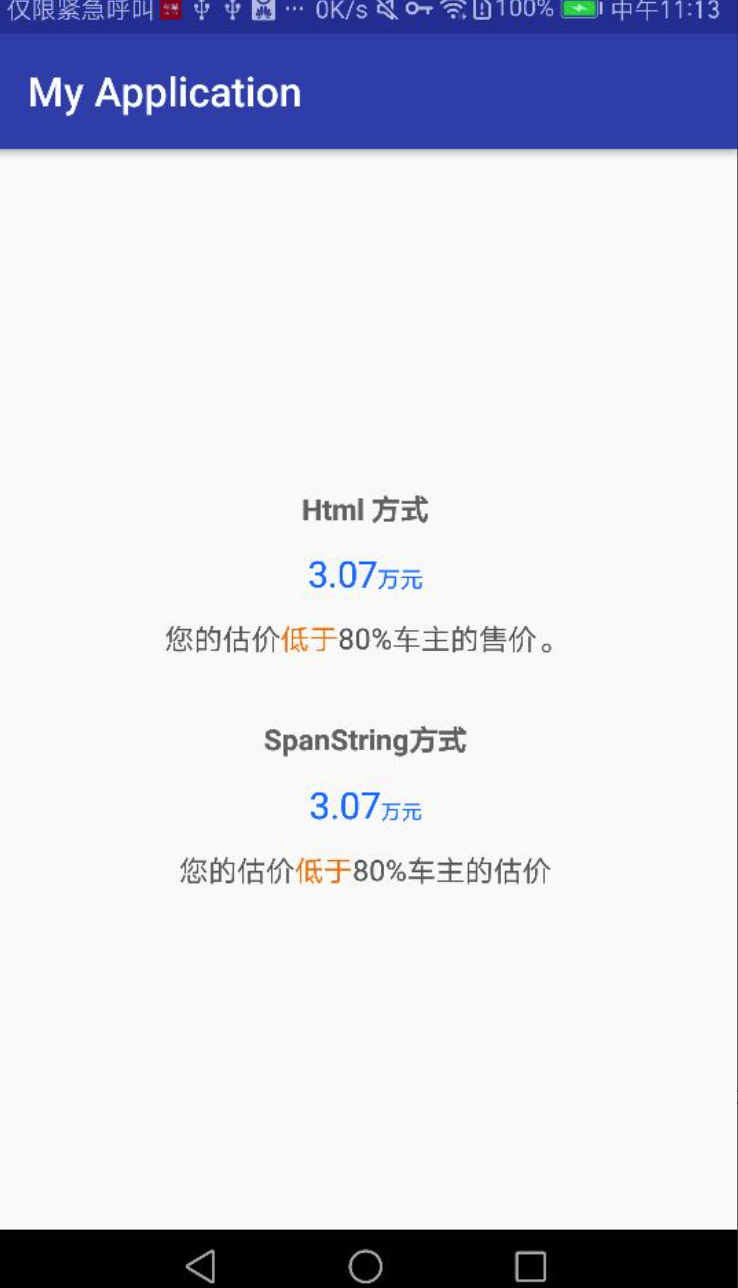 仅限紧急呼叫 ... 0K/s 100% 中午11:13
My Application
Html 方式
3.07万元
您的估价低于80%车主的售价。
SpanString方式
3.07万元
您的估价低于80%车主的估价